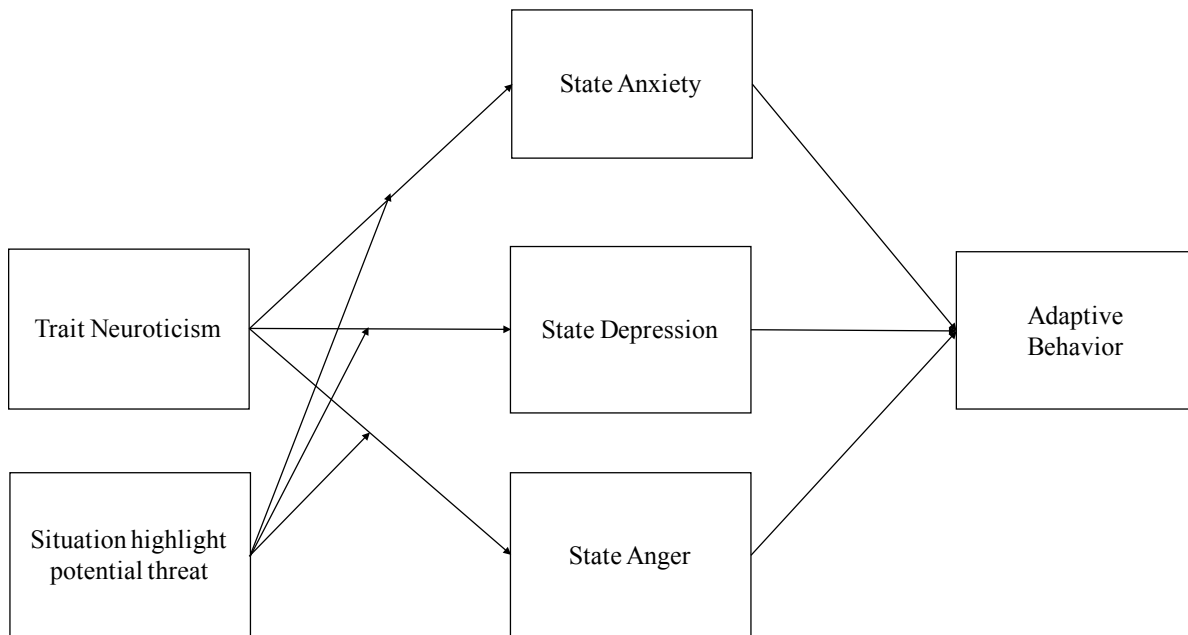 State Anxiety
Trait Neuroticism
State Depression
Adaptive
Behavior
Situation highlight
potential threat
State Anger